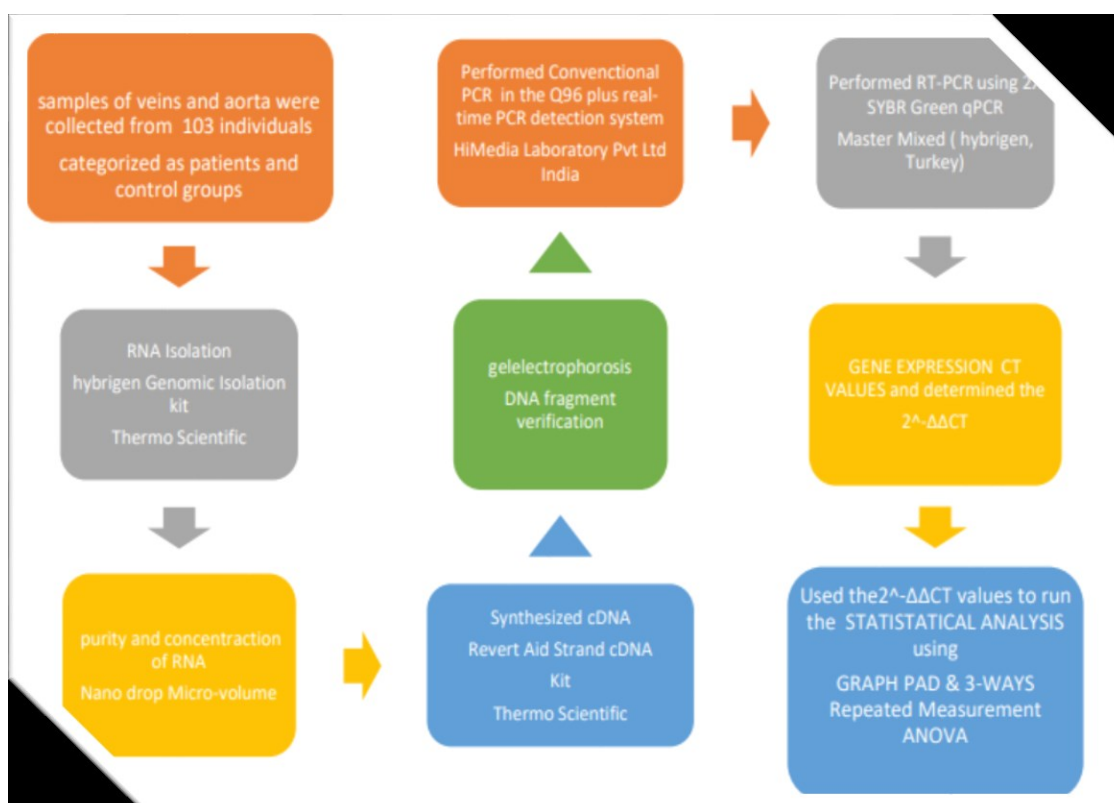 samples of veins and aorta were
collected from 103 individuals
categorized as patients and
control groups
RNA Isolation
hybrigen Genomic Isolation
kit
Thermo Scientific
purity and concentraction
of RNA
Nano drop Micro-volume
Synthesized cDNA
Revert Aid Strand cDNA
Kit
Thermo Scientific
gelelectrophorosis
DNA fragment
verification
Performed Convenctional
PCR in the Q96 plus real-
time PCR detection system
HiMedia Laboratory Pvt Ltd
India
Performed RT-PCR using 2X
SYBR Green qPCR
Master Mixed ( hybrigen,
Turkey)
GENE EXPRESSION CT
VALUES and determined the
2^-ΔΔCT
Used the2^-ΔΔCT values to run
the STATISTATICAL ANALYSIS
using
GRAPH PAD & 3-WAYS
Repeated Measurement
ANOVA